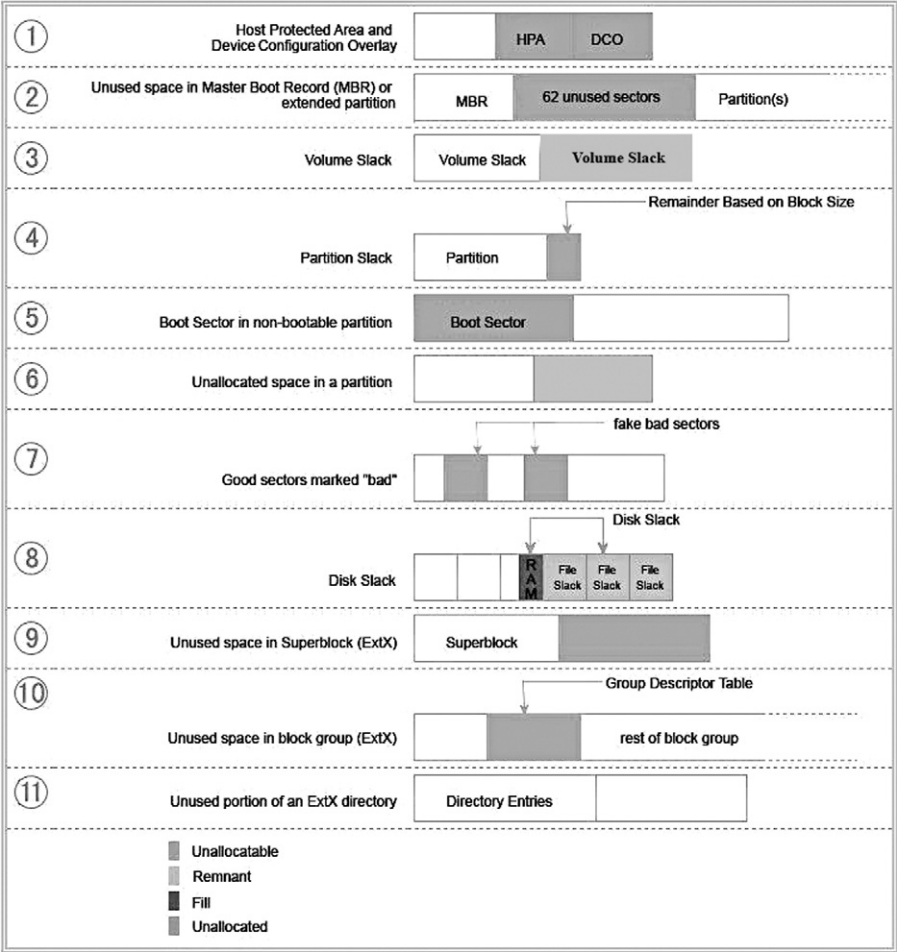 1
Host Protected Area and
Device Configuration Overlay
HPA DCO
2
Unused space in Master Boot Record (MBR) or
extended partition
MBR 62 unused sectors Partition(s)
3
Volume Slack
Volume Slack Volume Slack
Remainder Based on Block Size
4
Partition Slack
Partition
5
Boot Sector in non-bootable partition
Boot Sector
6
Unallocated space in a partition
fake bad sectors
7
Good sectors marked "bad"
Disk Slack
8
Disk Slack
RAM
File Slack
File Slack
File Slack
9
Unused space in Superblock (ExtX)
Superblock
10
Group Descriptor Table
Unused space in block group (ExtX)
rest of block group
11
Unused portion of an ExtX directory
Directory Entries
Unallocatable
Remnant
Fill
Unallocated